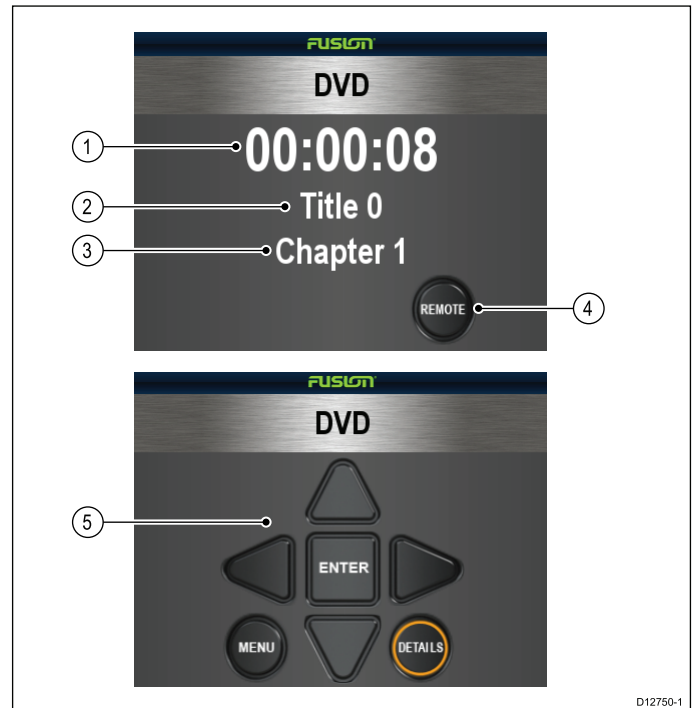 FUSION
DVD
1
00:00:08
2
Title 0
3
Chapter 1
REMOTE
4
FUSION
DVD
5
ENTER
MENU
DETAILS
D12750-1